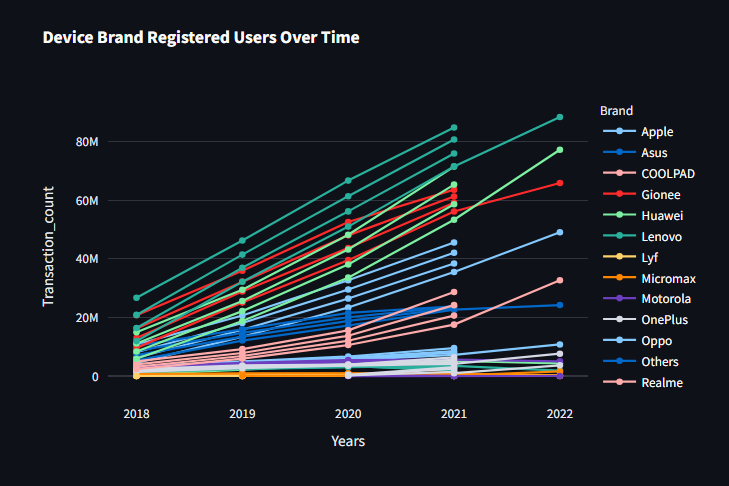 Device Brand Registered Users Over Time
Brand
Apple
Asus
COOLPAD
Gionee
Huawei
Lenovo
Lyf
Micromax
Motorola
OnePlus
Oppo
Others
Realme
Transaction_count
80M
60M
40M
20M
0
2018 2019 2020 2021 2022
Years